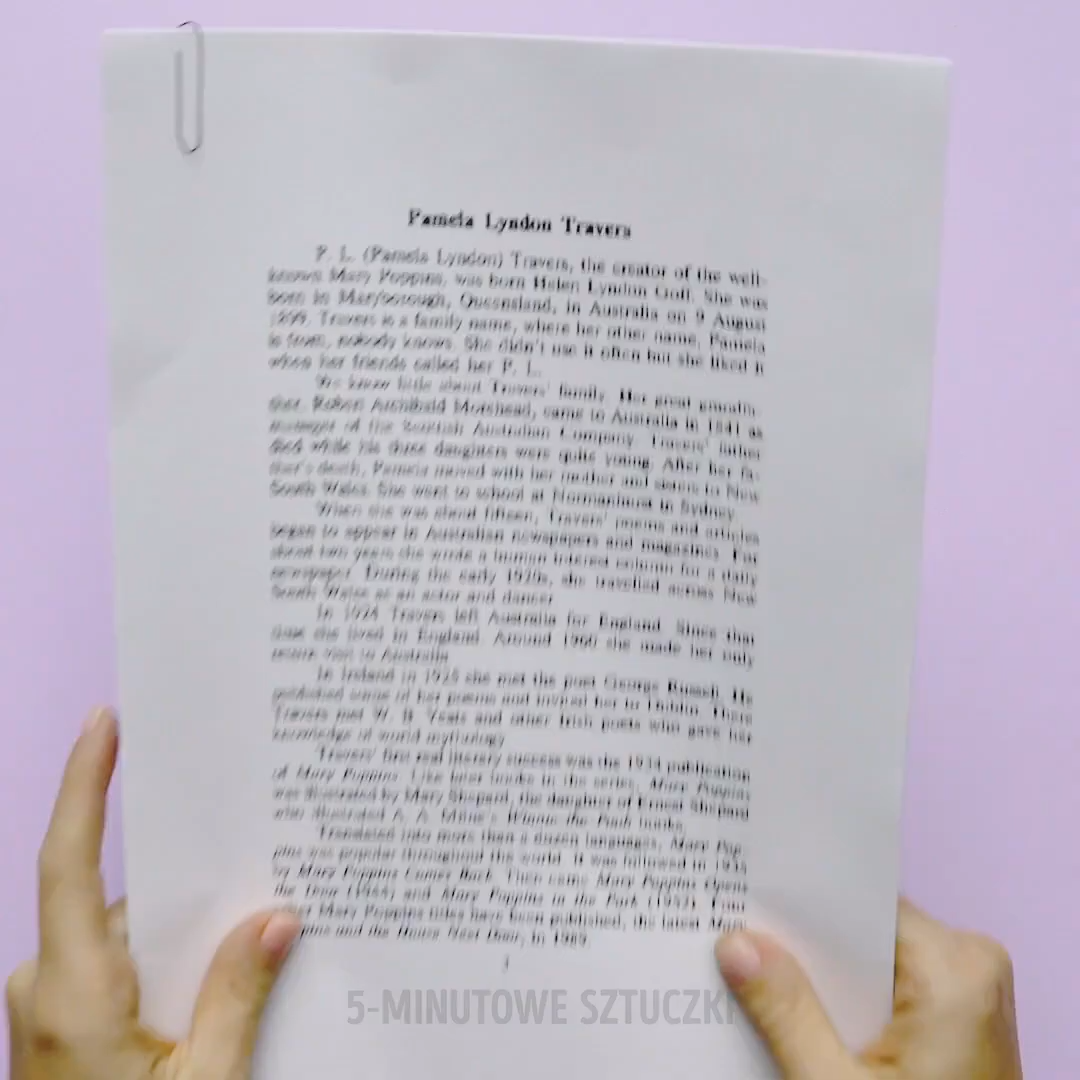 Pamela Lyndon Travers
P. L. (Pamela Lyndon) Travers, the creator of the well-
known Mary Poppins, was born Helen Lyndon Goff. She was
born in Maryborough, Queensland, in Australia on 9 August
1899. Travers is a family name, where her other name, Pamela
is from, nobody knows. She didn't use it often but she liked it
when her friends called her P. L.
We know little about Travers' family. Her great grandfa-
ther, Robert Archibald Morehead, came to Australia in 1841 as
manager of the Scottish Australian Company. Travers' father
died while his three daughters were quite young. After her fa-
ther's death, Pamela moved with her mother and sisters to New
South Wales. She went to school at Normanhurst in Sydney.
When she was about fifteen, Travers' poems and articles
began to appear in Australian newspapers and magazines. For
about two years she wrote a human interest column for a daily
newspaper. During the early 1920s, she travelled across New
South Wales as an actor and dancer.
In 1924 Travers left Australia for England. Since that
time she lived in England. Around 1960 she made her only
return visit to Australia.
In Ireland in 1925 she met the poet George Russell. He
published some of her poems and invited her to Dublin. There
Travers met W. B. Yeats and other Irish poets who gave her
knowledge of world mythology.
Travers' first real literary success was the 1934 publication
of Mary Poppins. Like later books in the series, Mary Poppins
was illustrated by Mary Shepard, the daughter of Ernest Shepard
who illustrated A. A. Milne's Winnie the Pooh books.
Translated into more than a dozen languages, Mary Pop-
pins was popular throughout the world. It was followed in 1935
by Mary Poppins Comes Back. Then came Mary Poppins Opens
the Door (1944) and Mary Poppins in the Park (1952). Four
Mary Poppins titles have been published, the latest Mary
and the House Next Door, in 1989.
5-MINUTOWE SZTUCZKI